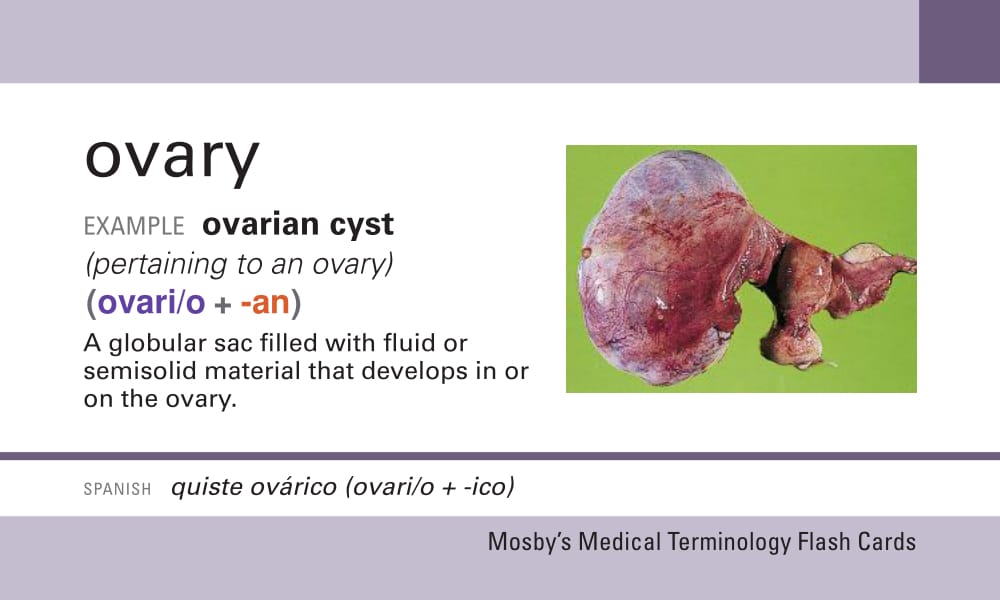 ovary
EXAMPLE ovarian cyst
(pertaining to an ovary)
(ovari/o + -an)
A globular sac filled with fluid or
semisolid material that develops in or
on the ovary.
SPANISH quiste ovárico (ovari/o + -ico)
Mosby's Medical Terminology Flash Cards